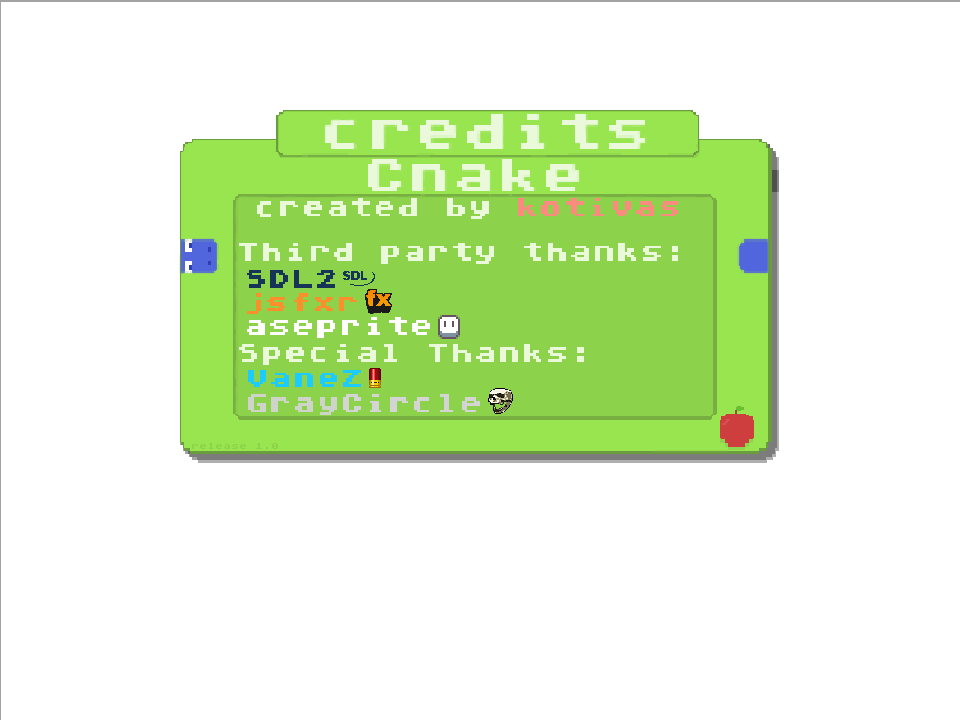 credits
Cnake
created by kotivas
Third party thanks:
SDL2 SDL
jsfxr fx
aseprite
Special Thanks:
VaneZ
GrayCircle
release 1.0